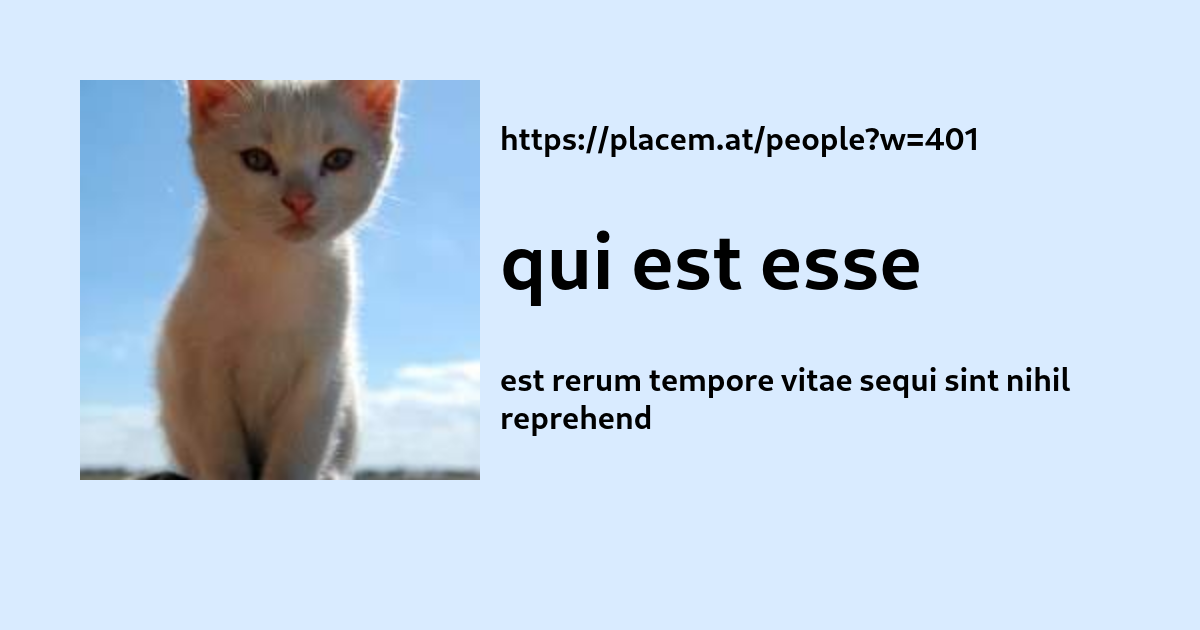 https://placem.at/people?w=401
qui est esse
est rerum tempore vitae sequi sint nihil
reprehend